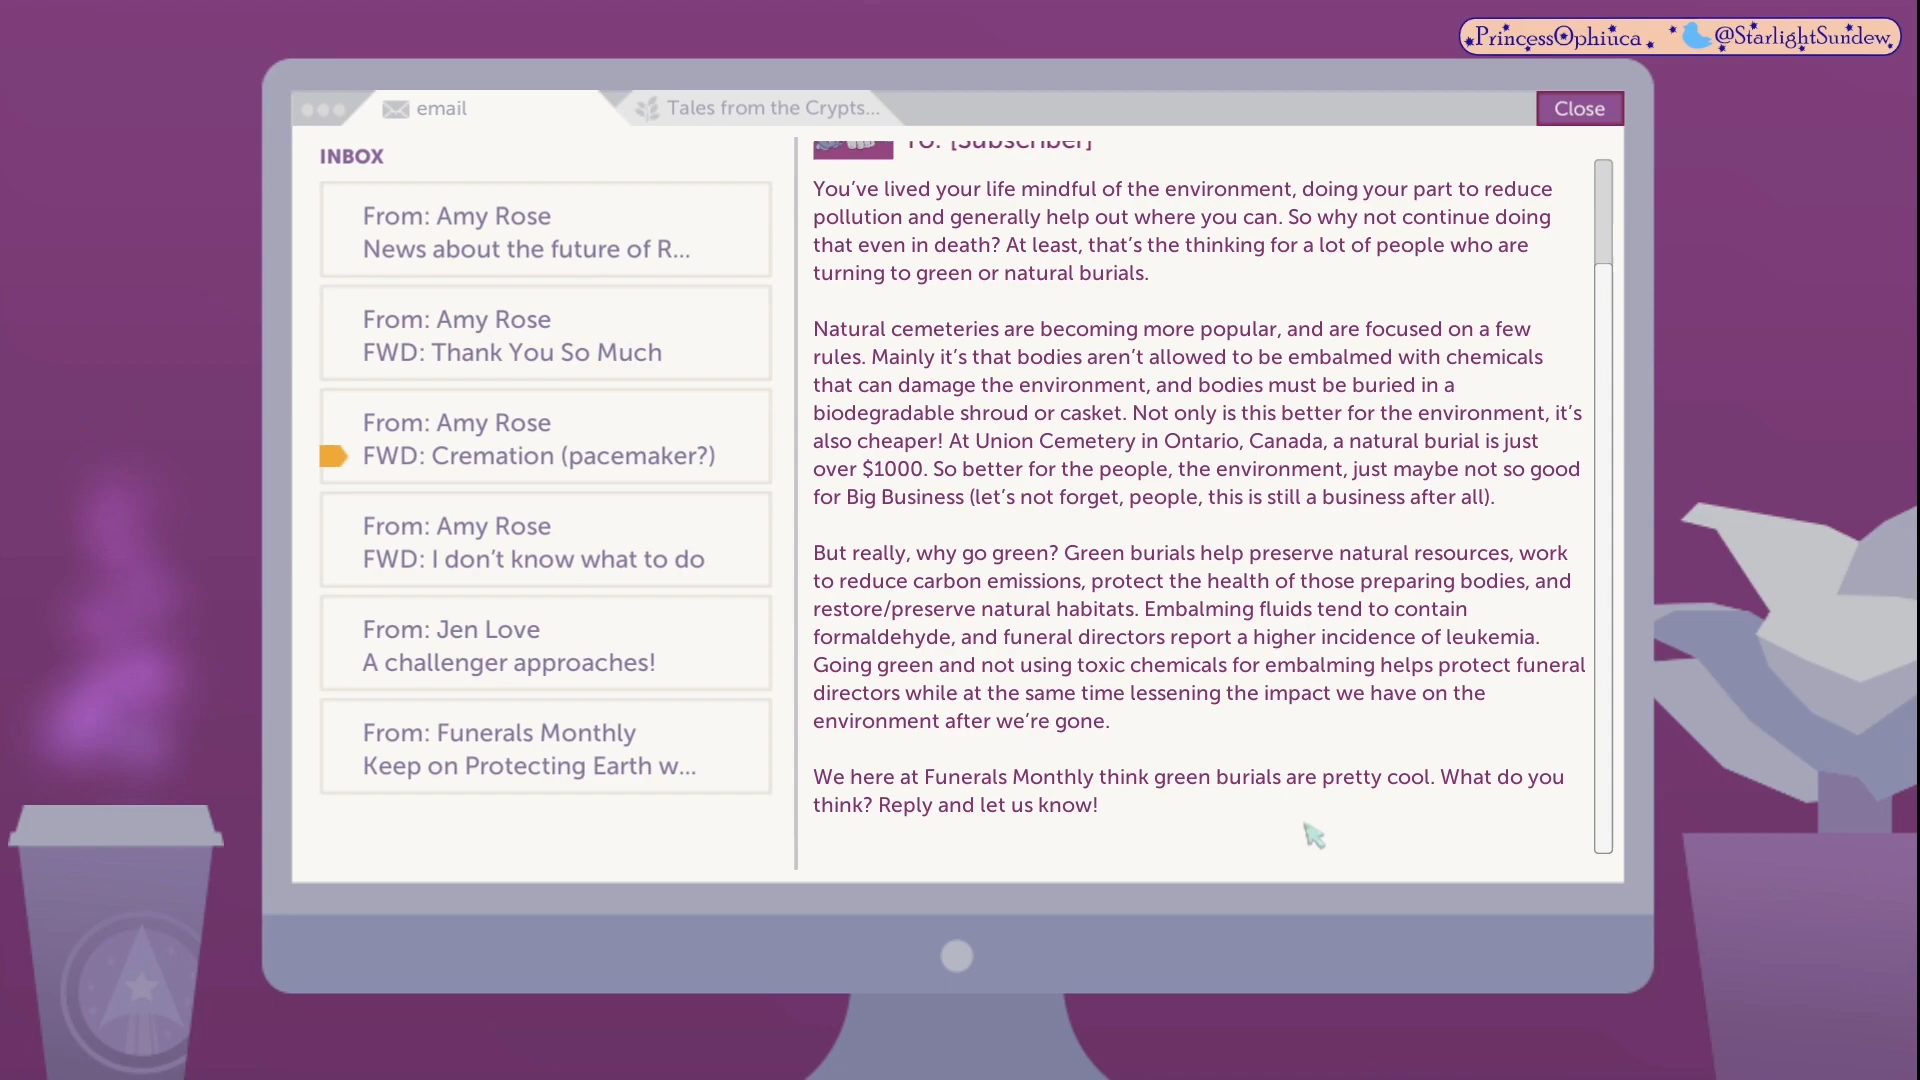 PrincessOphiuca @StarlightSundew
email
Tales from the Crypts...
Close
INBOX
From: Amy Rose
News about the future of R...
From: Amy Rose
FWD: Thank You So Much
From: Amy Rose
FWD: Cremation (pacemaker?)
From: Amy Rose
FWD: I don't know what to do
From: Jen Love
A challenger approaches!
From: Funerals Monthly
Keep on Protecting Earth w...
To: [Subscriber]
You've lived your life mindful of the environment, doing your part to reduce
pollution and generally help out where you can. So why not continue doing
that even in death? At least, that's the thinking for a lot of people who are
turning to green or natural burials.
Natural cemeteries are becoming more popular, and are focused on a few
rules. Mainly it's that bodies aren't allowed to be embalmed with chemicals
that can damage the environment, and bodies must be buried in a
biodegradable shroud or casket. Not only is this better for the environment, it's
also cheaper! At Union Cemetery in Ontario, Canada, a natural burial is just
over $1000. So better for the people, the environment, just maybe not so good
for Big Business (let's not forget, people, this is still a business after all).
But really, why go green? Green burials help preserve natural resources, work
to reduce carbon emissions, protect the health of those preparing bodies, and
restore/preserve natural habitats. Embalming fluids tend to contain
formaldehyde, and funeral directors report a higher incidence of leukemia.
Going green and not using toxic chemicals for embalming helps protect funeral
directors while at the same time lessening the impact we have on the
environment after we're gone.
We here at Funerals Monthly think green burials are pretty cool. What do you
think? Reply and let us know!